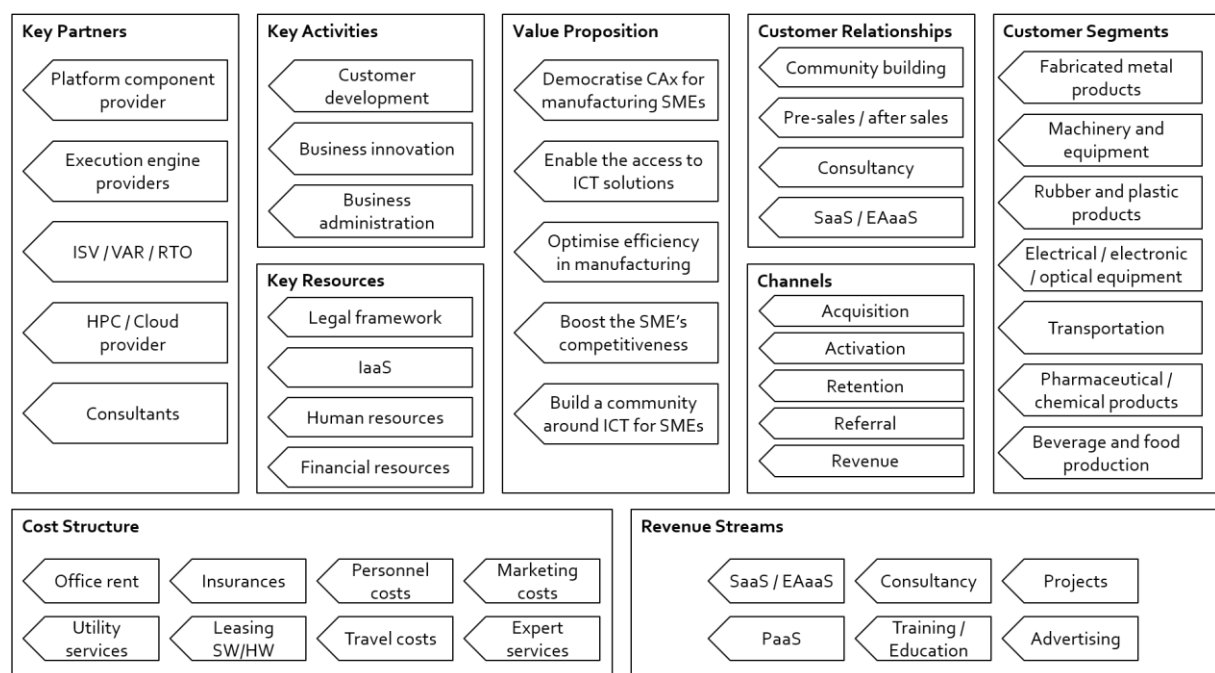 Key Partners
Platform component
provider
Execution engine
providers
ISV / VAR / RTO
HPC / Cloud
provider
Consultants
Key Activities
Customer
development
Business innovation
Business
administration
Key Resources
Legal framework
IaaS
Human resources
Financial resources
Value Proposition
Democratise CAx for
manufacturing SMEs
Enable the access to
ICT solutions
Optimise efficiency
in manufacturing
Boost the SME's
competitiveness
Build a community
around ICT for SMEs
Customer Relationships
Community building
Pre-sales / after sales
Consultancy
SaaS / EAaaS
Channels
Acquisition
Activation
Retention
Referral
Revenue
Customer Segments
Fabricated metal
products
Machinery and
equipment
Rubber and plastic
products
Electrical / electronic
/ optical equipment
Transportation
Pharmaceutical /
chemical products
Beverage and food
production
Cost Structure
Office rent
Insurances
Personnel
costs
Marketing
costs
Utility
services
Leasing
SW/HW
Travel costs
Expert
services
Revenue Streams
SaaS / EAaaS
Consultancy
Projects
PaaS
Training /
Education
Advertising